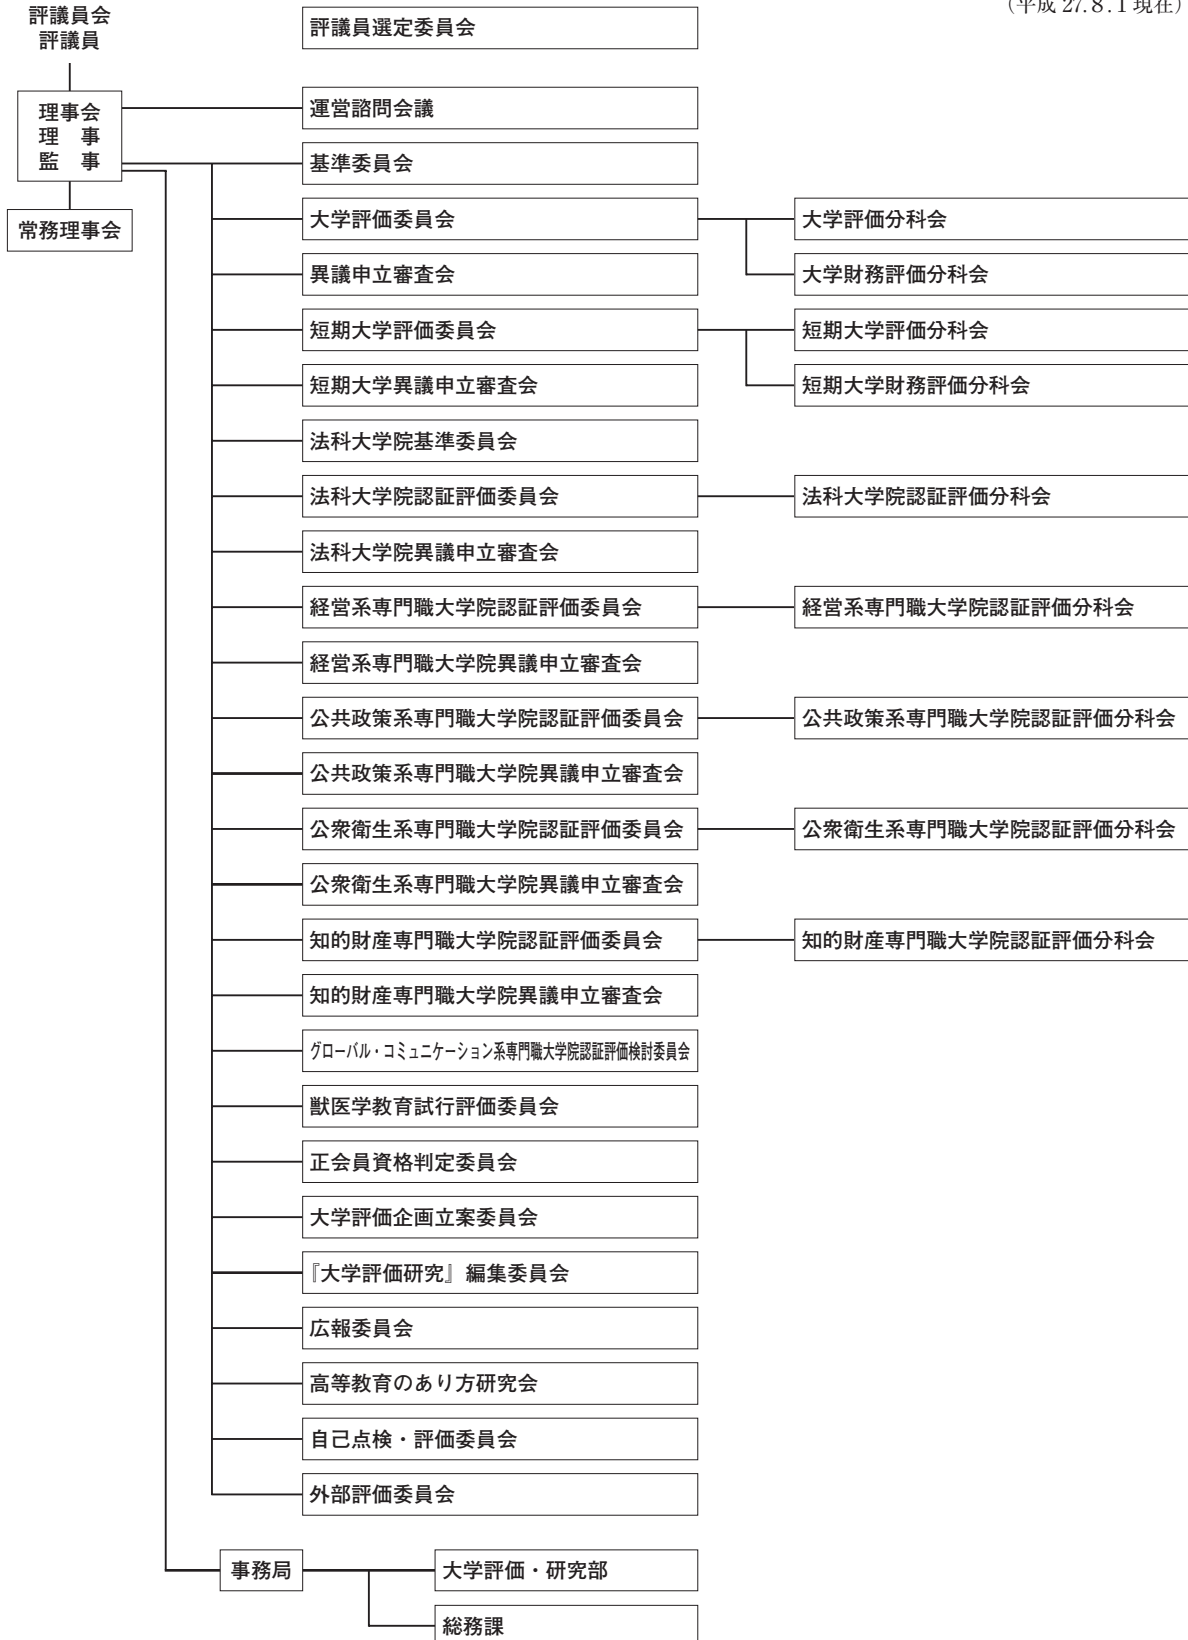 （平成 27.8.1 現在）
評議員会
評議員
評議員選定委員会
理事会
理　事
監　事
常務理事会
運営諮問会議
基準委員会
大学評価委員会
大学評価分科会
大学財務評価分科会
異議申立審査会
短期大学評価委員会
短期大学評価分科会
短期大学財務評価分科会
短期大学異議申立審査会
法科大学院基準委員会
法科大学院認証評価委員会
法科大学院認証評価分科会
法科大学院異議申立審査会
経営系専門職大学院認証評価委員会
経営系専門職大学院認証評価分科会
経営系専門職大学院異議申立審査会
公共政策系専門職大学院認証評価委員会
公共政策系専門職大学院認証評価分科会
公共政策系専門職大学院異議申立審査会
公衆衛生系専門職大学院認証評価委員会
公衆衛生系専門職大学院認証評価分科会
公衆衛生系専門職大学院異議申立審査会
知的財産専門職大学院認証評価委員会
知的財産専門職大学院認証評価分科会
知的財産専門職大学院異議申立審査会
グローバル・コミュニケーション系専門職大学院認証評価検討委員会
獣医学教育試行評価委員会
正会員資格判定委員会
大学評価企画立案委員会
『大学評価研究』編集委員会
広報委員会
高等教育のあり方研究会
自己点検・評価委員会
外部評価委員会
事務局
大学評価・研究部
総務課